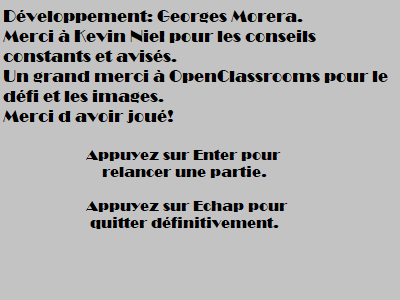 Développement: Georges Morera.
Merci à Kevin Niel pour les conseils
constants et avisés.
Un grand merci à OpenClassrooms pour le
défi et les images.
Merci d avoir joué!
Appuyez sur Enter pour
relancer une partie.
Appuyez sur Echap pour
quitter définitivement.